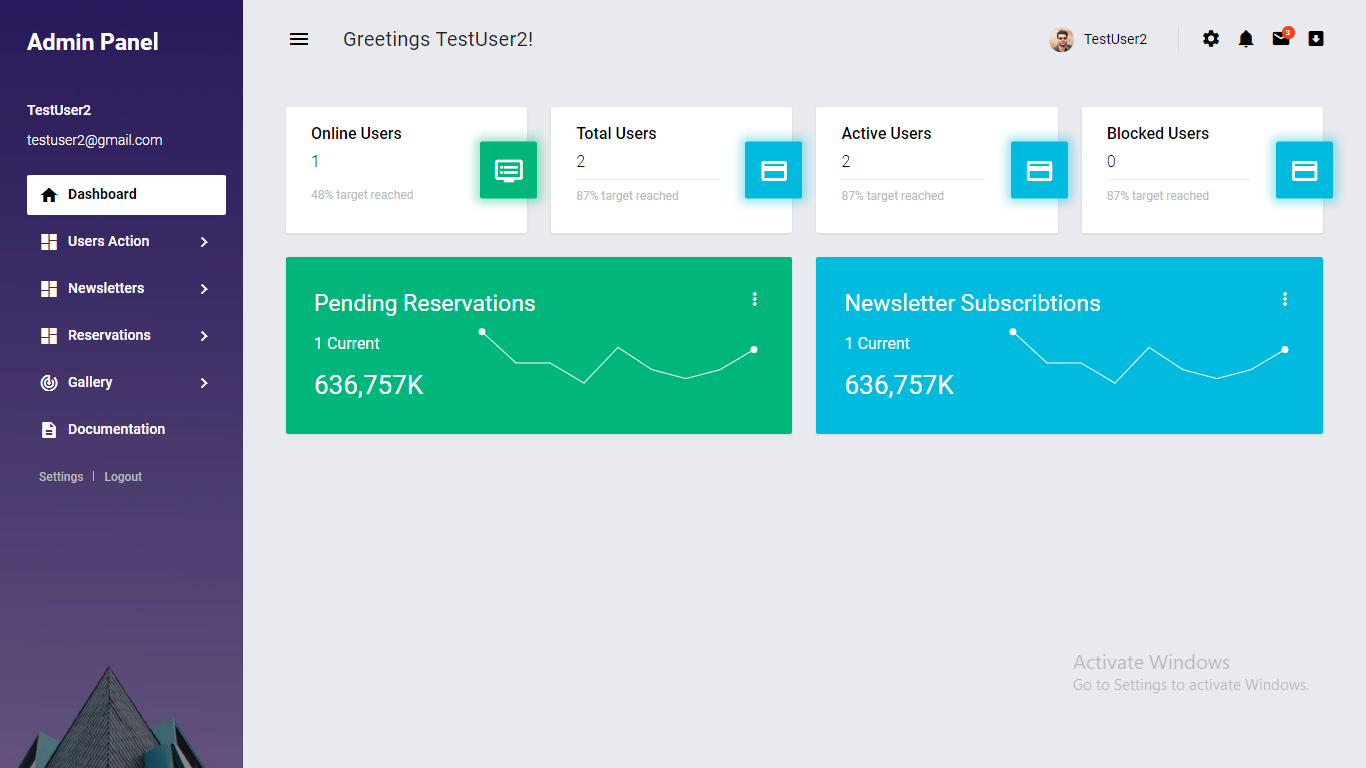 Admin Panel
TestUser2
testuser2@gmail.com
Dashboard
Users Action
Newsletters
Reservations
Gallery
Documentation
Settings | Logout
Greetings TestUser2!
TestUser2
3
Online Users
1
48% target reached
Total Users
2
87% target reached
Active Users
2
87% target reached
Blocked Users
0
87% target reached
Pending Reservations
1 Current
636,757K
Newsletter Subscribtions
1 Current
636,757K
Activate Windows
Go to Settings to activate Windows.